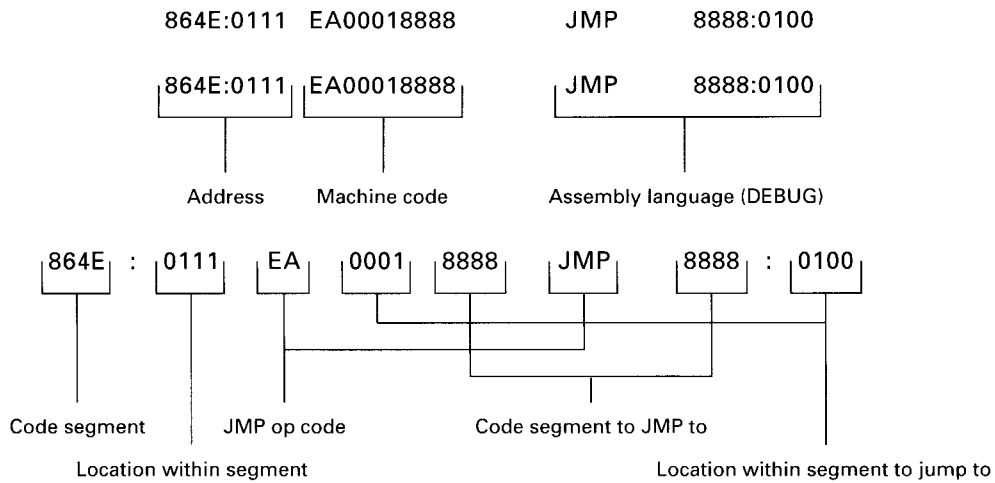 864E:0111 EA00018888 JMP 8888:0100
864E:0111 EA00018888 JMP 8888:0100
Address Machine code Assembly language (DEBUG)
864E : 0111 EA 0001 8888 JMP 8888 : 0100
Code segment JMP op code Code segment to JMP to
Location within segment Location within segment to jump to